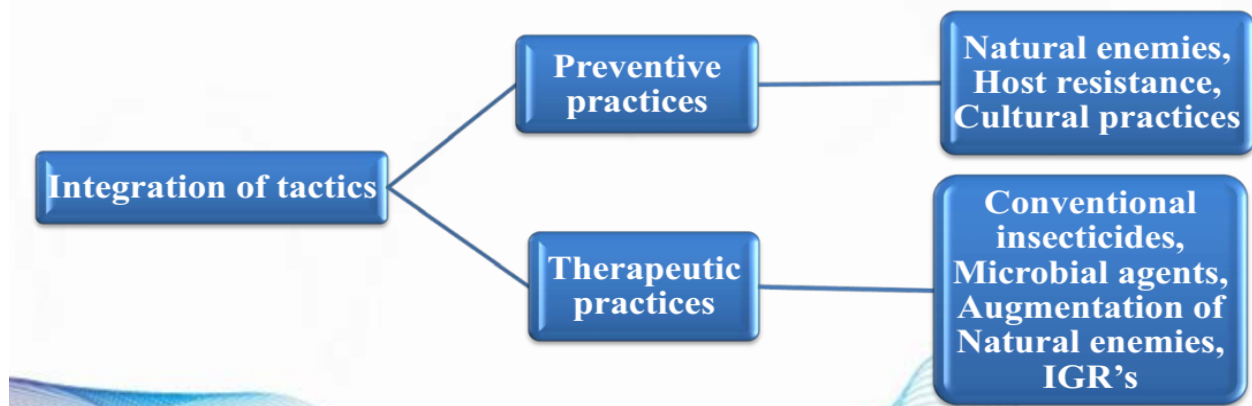 Integration of tactics
Preventive
practices
Natural enemies,
Host resistance,
Cultural practices
Therapeutic
practices
Conventional
insecticides,
Microbial agents,
Augmentation of
Natural enemies,
IGR’s